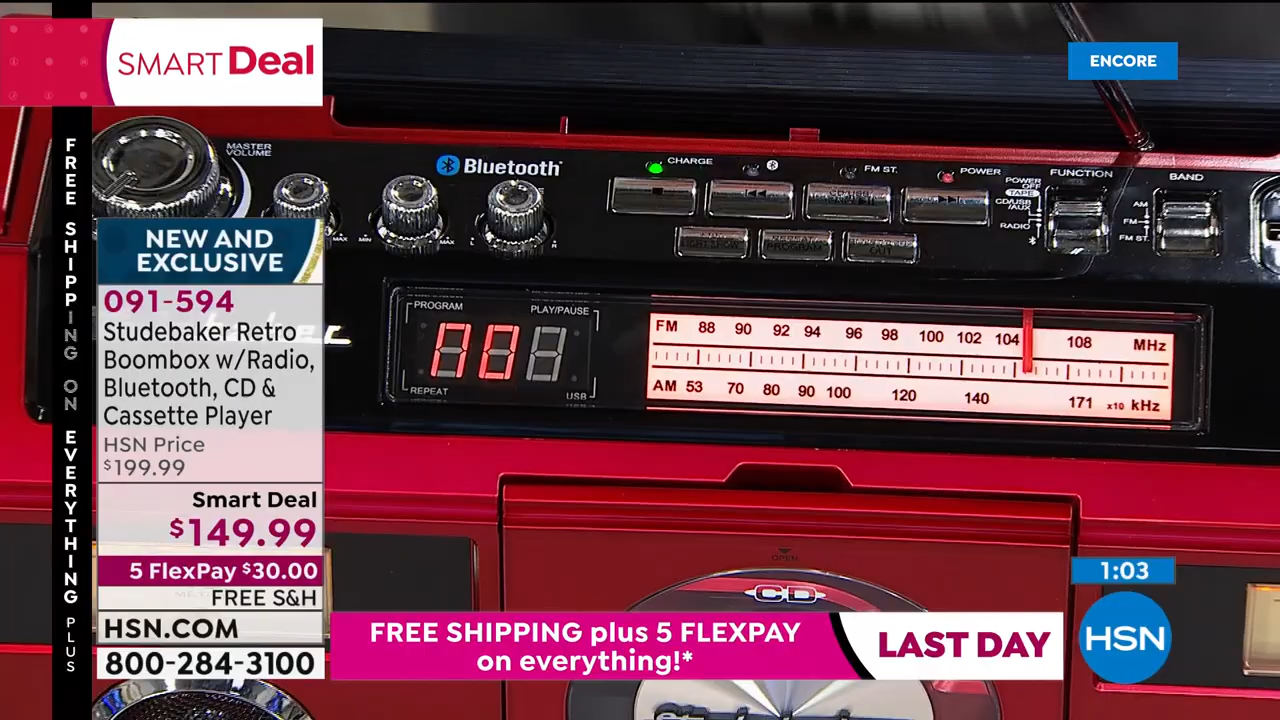 SMART Deal
ENCORE
FREE SHIPPING ON EVERYTHING PLUS
MASTER
VOLUME
Bluetooth
CHARGE
FM ST.
POWER
FUNCTION
BAND
POWER
OFF
TAPE
CD/USB
/AUX
RADIO
AM
FM
FM ST.
MAX
MIN
MAX
L
R
NEW AND
EXCLUSIVE
091-594
Studebaker Retro
Boombox w/Radio,
Bluetooth, CD &
Cassette Player
HSN Price
$199.99
Smart Deal
$149.99
5 FlexPay $30.00
FREE S&H
HSN.COM
800-284-3100
PROGRAM
PLAY/PAUSE
REPEAT
USB
FM 88 90 92 94 96 98 100 102 104 108 MHz
AM 53 70 80 90 100 120 140 171 x10 kHz
OPEN
CD
1:03
HSN
FREE SHIPPING plus 5 FLEXPAY
on everything!*
LAST DAY